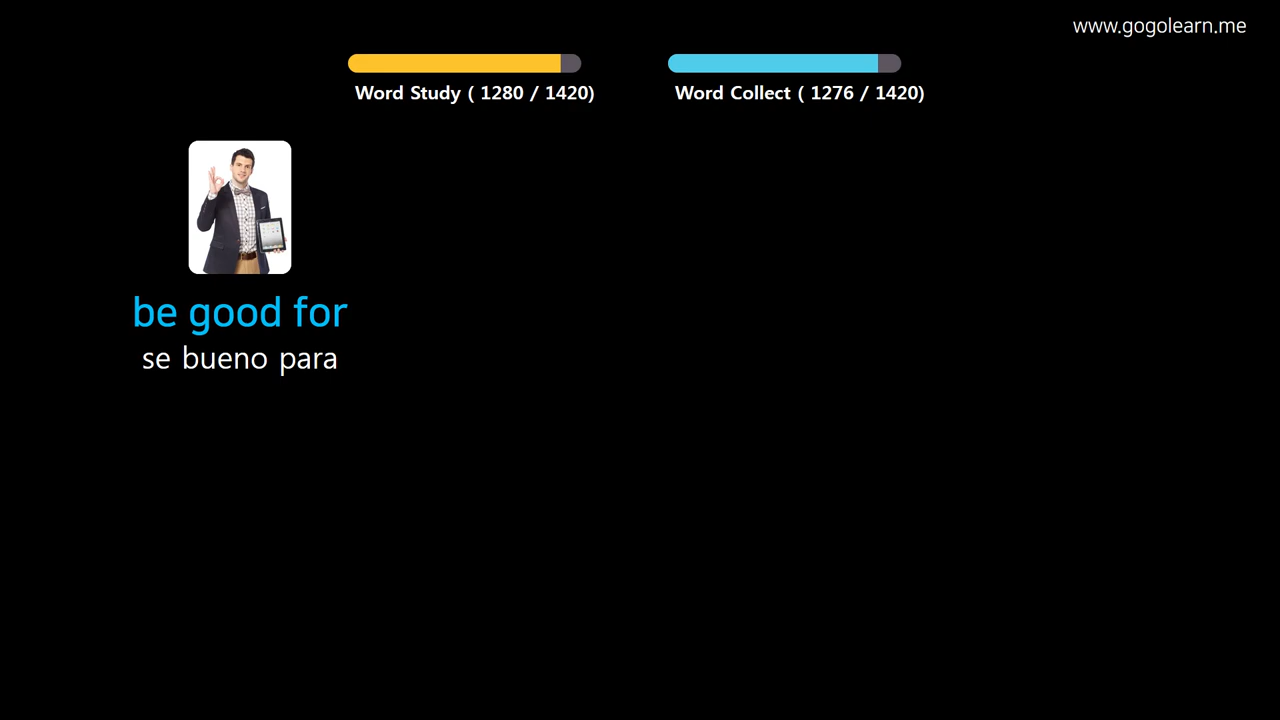 www.gogolearn.me
Word Study ( 1280 / 1420)
Word Collect ( 1276 / 1420)
be good for
se bueno para